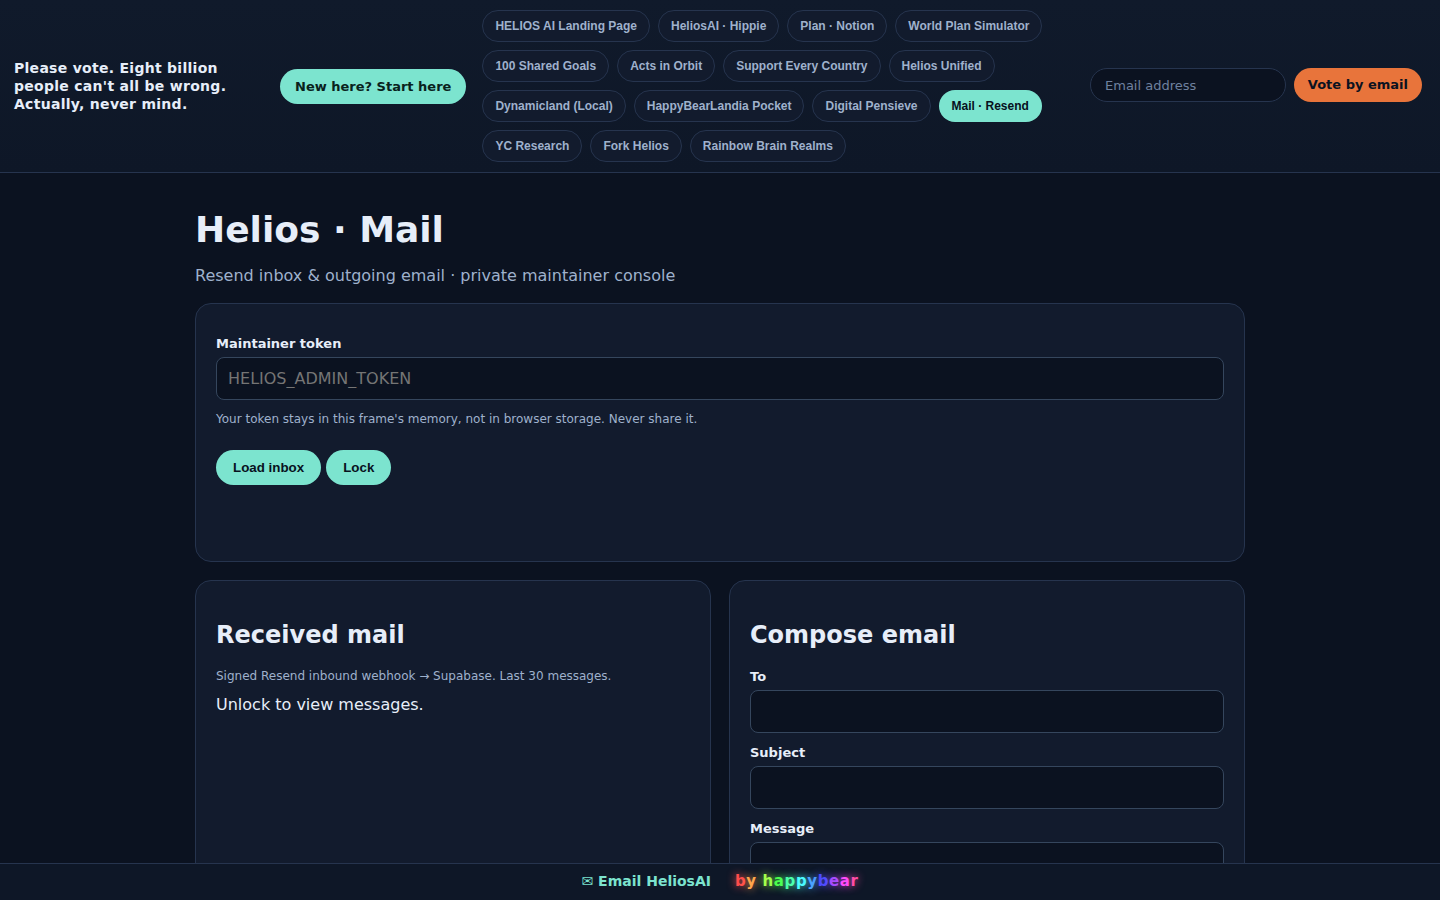 Please vote. Eight billion
people can't all be wrong.
Actually, never mind.
New here? Start here
HELIOS AI Landing Page
HeliosAI · Hippie
Plan · Notion
World Plan Simulator
100 Shared Goals
Acts in Orbit
Support Every Country
Helios Unified
Dynamicland (Local)
HappyBearLandia Pocket
Digital Pensieve
Mail · Resend
YC Research
Fork Helios
Rainbow Brain Realms
Email address
Vote by email
Helios · Mail
Resend inbox & outgoing email · private maintainer console
Maintainer token
HELIOS_ADMIN_TOKEN
Your token stays in this frame's memory, not in browser storage. Never share it.
Load inbox
Lock
Received mail
Signed Resend inbound webhook → Supabase. Last 30 messages.
Unlock to view messages.
Compose email
To
Subject
Message
✉ Email HeliosAI
by happybear